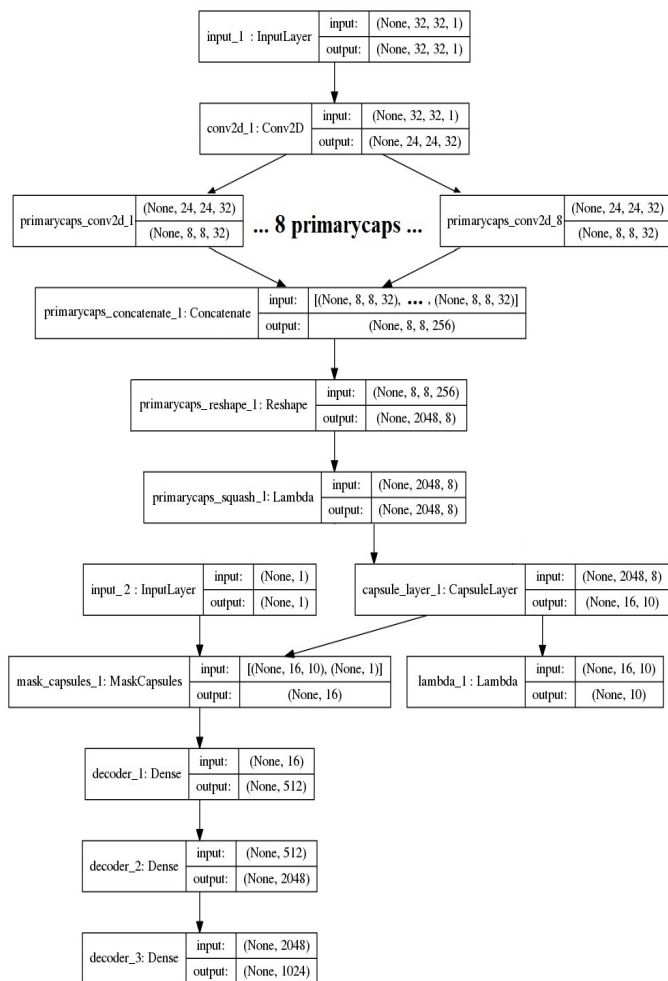 input_1 : InputLayer
input: (None, 32, 32, 1)
output: (None, 32, 32, 1)
conv2d_1: Conv2D
input: (None, 32, 32, 1)
output: (None, 24, 24, 32)
primarycaps_conv2d_1
(None, 24, 24, 32)
(None, 8, 8, 32)
... 8 primarycaps ...
primarycaps_conv2d_8
(None, 24, 24, 32)
(None, 8, 8, 32)
primarycaps_concatenate_1: Concatenate
input: [(None, 8, 8, 32), ... , (None, 8, 8, 32)]
output: (None, 8, 8, 256)
primarycaps_reshape_1: Reshape
input: (None, 8, 8, 256)
output: (None, 2048, 8)
primarycaps_squash_1: Lambda
input: (None, 2048, 8)
output: (None, 2048, 8)
input_2 : InputLayer
input: (None, 1)
output: (None, 1)
capsule_layer_1: CapsuleLayer
input: (None, 2048, 8)
output: (None, 16, 10)
mask_capsules_1: MaskCapsules
input: [(None, 16, 10), (None, 1)]
output: (None, 16)
lambda_1 : Lambda
input: (None, 16, 10)
output: (None, 10)
decoder_1: Dense
input: (None, 16)
output: (None, 512)
decoder_2: Dense
input: (None, 512)
output: (None, 2048)
decoder_3: Dense
input: (None, 2048)
output: (None, 1024)